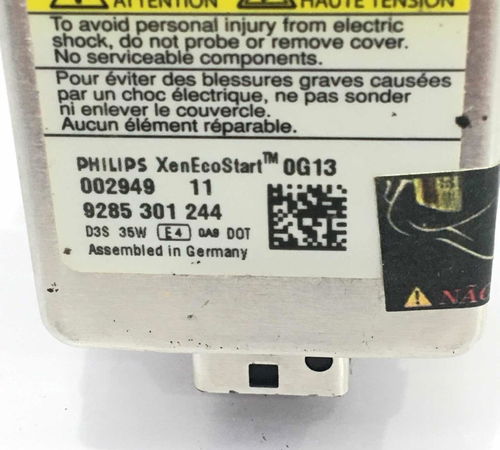 ATTENTION HAUTE TENSION
To avoid personal injury from electric
shock, do not probe or remove cover.
No serviceable components.
Pour éviter des blessures graves causées
par un choc électrique, ne pas sonder
ni enlever le couvercle.
Aucun élément réparable.
PHILIPS XenEcoStart™ 0G13
002949 11
9285 301 244
D3S 35W E4 0A9 DOT
Assembled in Germany
NÃO